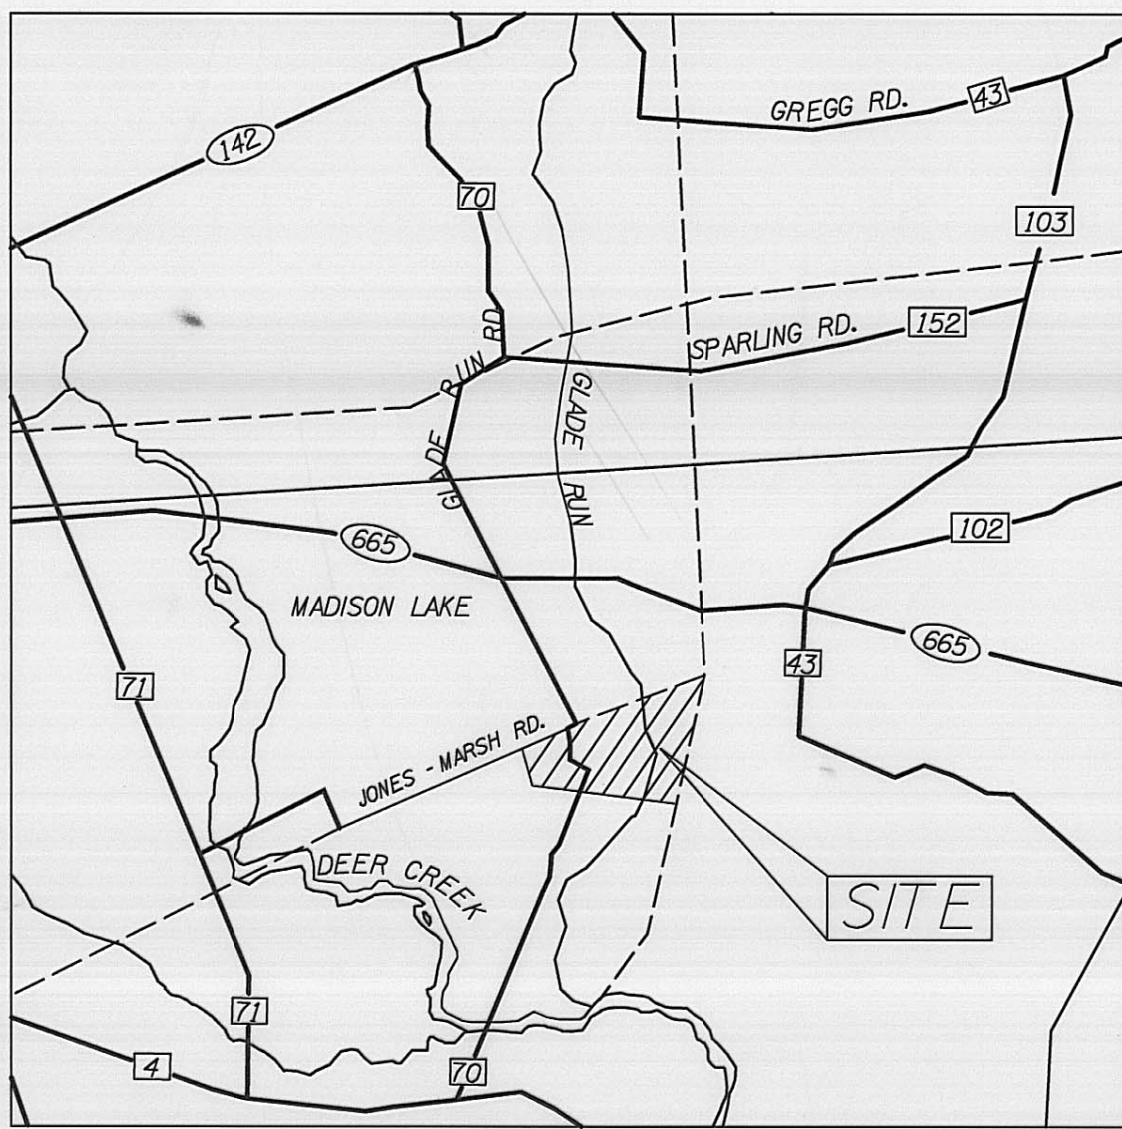 GREGG RD.
43
142
70
103
GLADE RUN RD
SPARLING RD.
152
GLADE RUN
665
102
MADISON LAKE
665
43
71
JONES - MARSH RD.
DEER CREEK
SITE
71
4
70